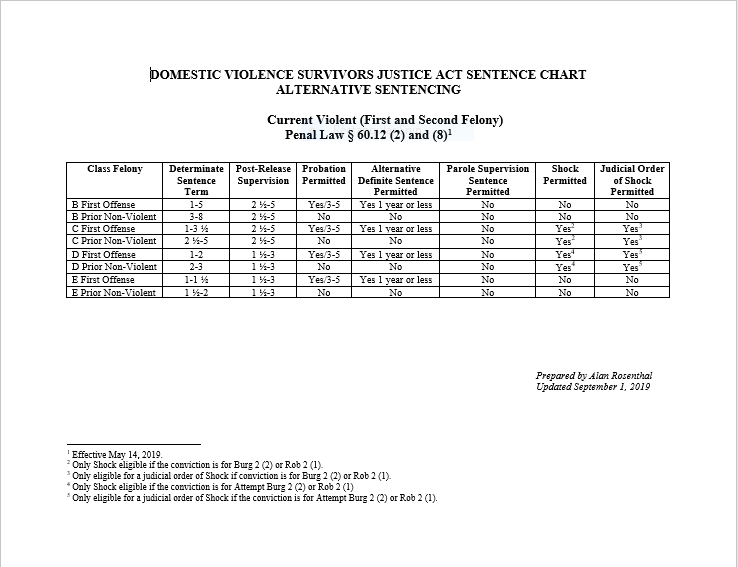 DOMESTIC VIOLENCE SURVIVORS JUSTICE ACT SENTENCE CHART
ALTERNATIVE SENTENCING
Current Violent (First and Second Felony)
Penal Law § 60.12 (2) and (8)1
Class Felony Determinate Sentence Term Post-Release Supervision Probation Permitted Alternative Definite Sentence Permitted Parole Supervision Sentence Permitted Shock Permitted Judicial Order of Shock Permitted
B First Offense 1-5 2 ½-5 Yes/3-5 Yes 1 year or less No No No
B Prior Non-Violent 3-8 2 ½-5 No No No No No
C First Offense 1-3 ½ 2 ½-5 Yes/3-5 Yes 1 year or less No Yes2 Yes3
C Prior Non-Violent 2 ½-5 2 ½-5 No No No Yes2 Yes3
D First Offense 1-2 1 ½-3 Yes/3-5 Yes 1 year or less No Yes4 Yes5
D Prior Non-Violent 2-3 1 ½-3 No No No Yes4 Yes5
E First Offense 1-1 ½ 1 ½-3 Yes/3-5 Yes 1 year or less No No No
E Prior Non-Violent 1 ½-2 1 ½-3 No No No No No
Prepared by Alan Rosenthal
Updated September 1, 2019
1 Effective May 14, 2019.
2 Only Shock eligible if the conviction is for Burg 2 (2) or Rob 2 (1).
3 Only eligible for a judicial order of Shock if conviction is for Burg 2 (2) or Rob 2 (1).
4 Only Shock eligible if the conviction is for Attempt Burg 2 (2) or Rob 2 (1)
5 Only eligible for a judicial order of Shock if the conviction is for Attempt Burg 2 (2) or Rob 2 (1).